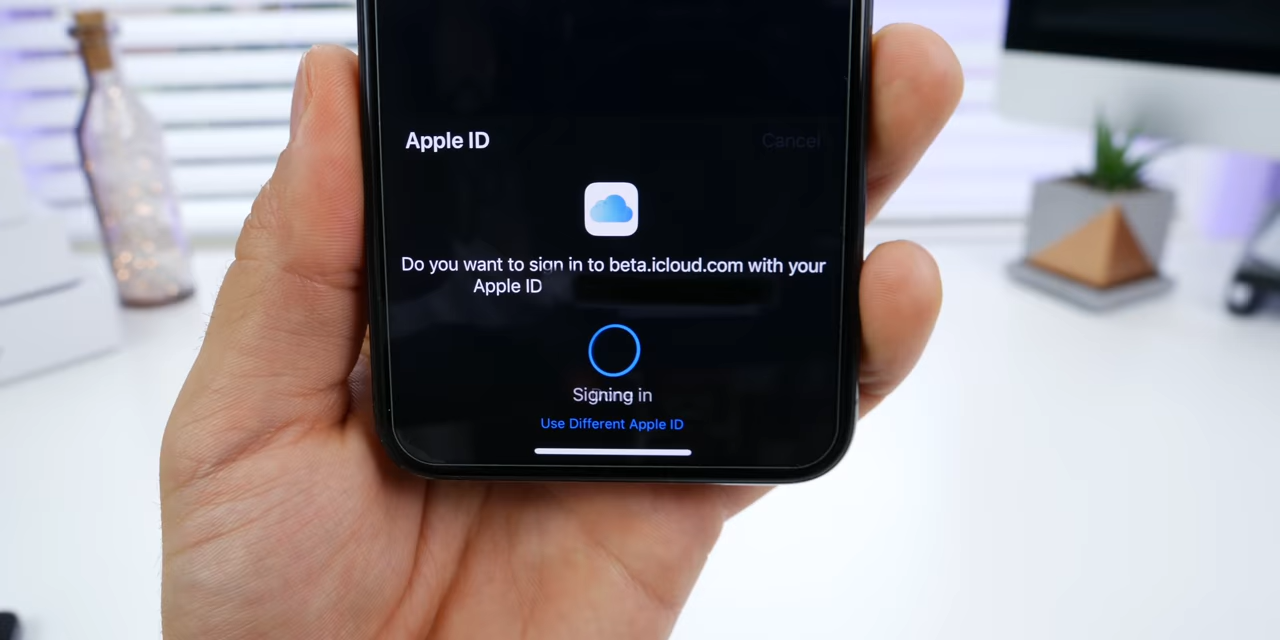 Apple ID
Cancel
Do you want to sign in to beta.icloud.com with your
Apple ID
Signing in
Use Different Apple ID